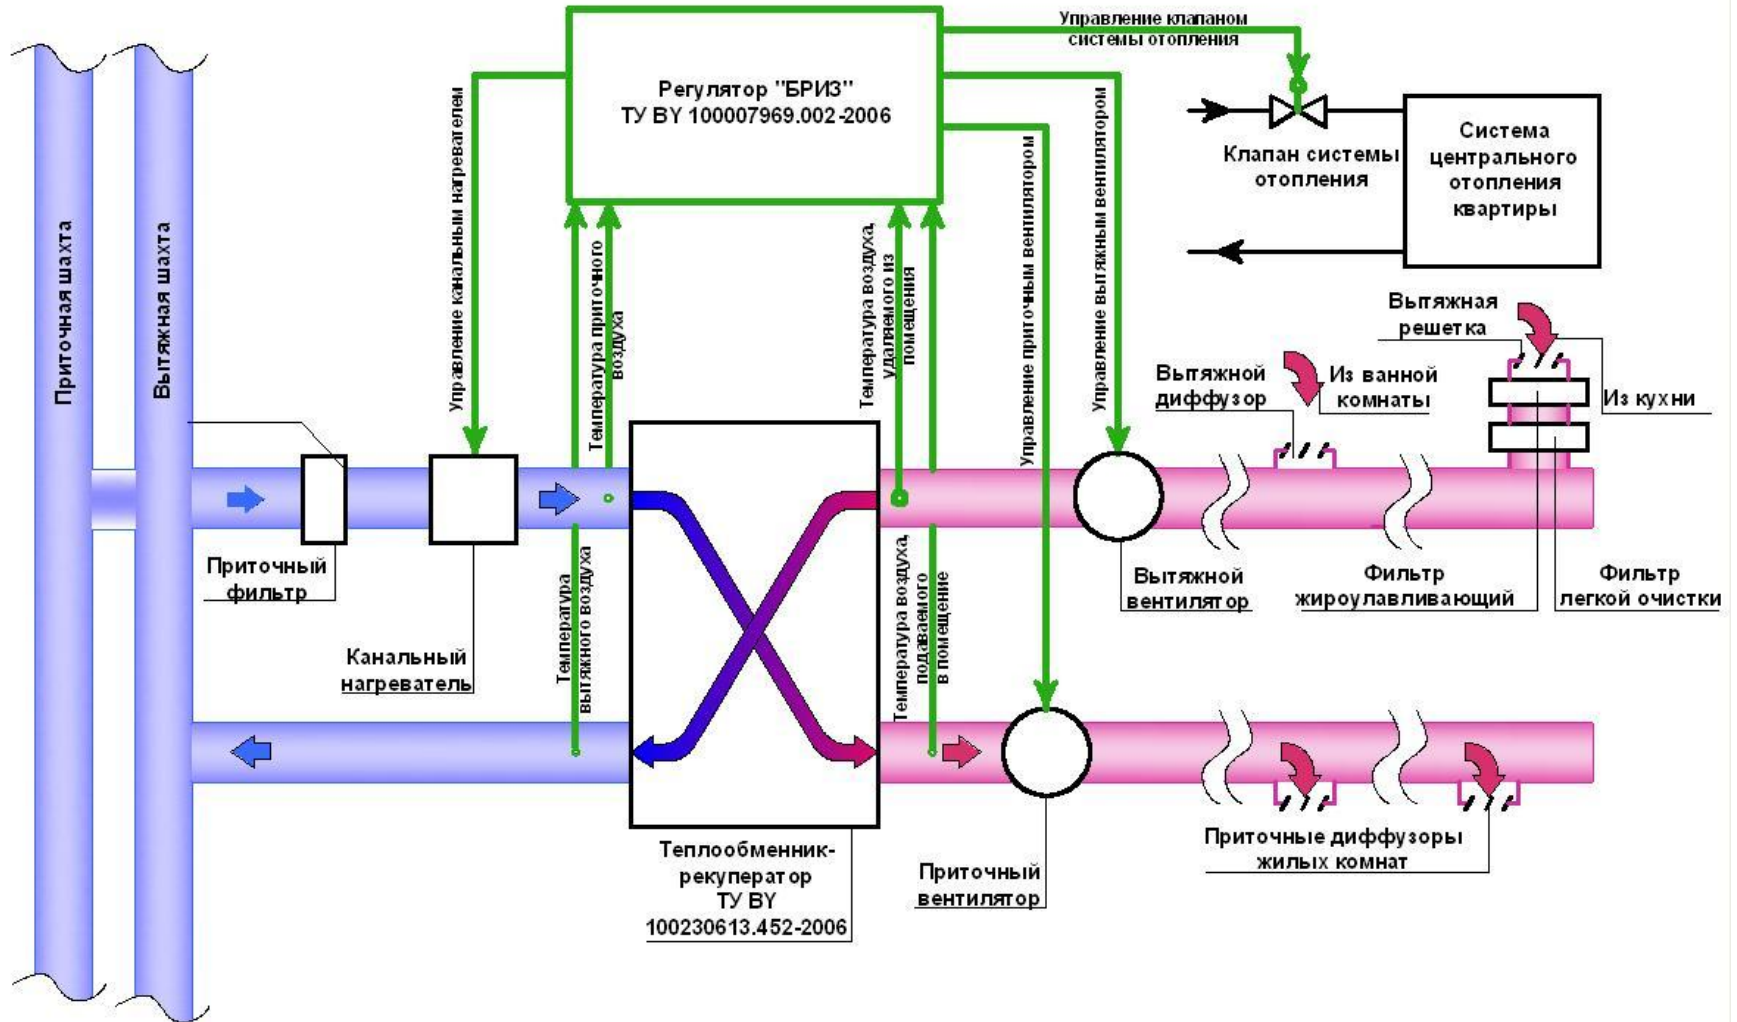 Управление клапаном
системы отопления
Регулятор "БРИЗ"
ТУ BY 100007969.002-2006
Управление канальным нагревателем
Температура приточного
воздуха
Температура воздуха,
удаляемого из
помещения
Управление приточным вентилятором
Управление вытяжным вентилятором
Клапан системы
отопления
Система
центрального
отопления
квартиры
Приточная шахта
Вытяжная шахта
Вытяжная
решетка
Вытяжной
диффузор
Из ванной
комнаты
Из кухни
Приточный
фильтр
Канальный
нагреватель
Температура
вытяжного воздуха
Температура воздуха,
подаваемого
в помещение
Вытяжной
вентилятор
Фильтр
жироулавливающий
Фильтр
легкой очистки
Теплообменник-
рекуператор
ТУ BY
100230613.452-2006
Приточный
вентилятор
Приточные диффузоры
жилых комнат